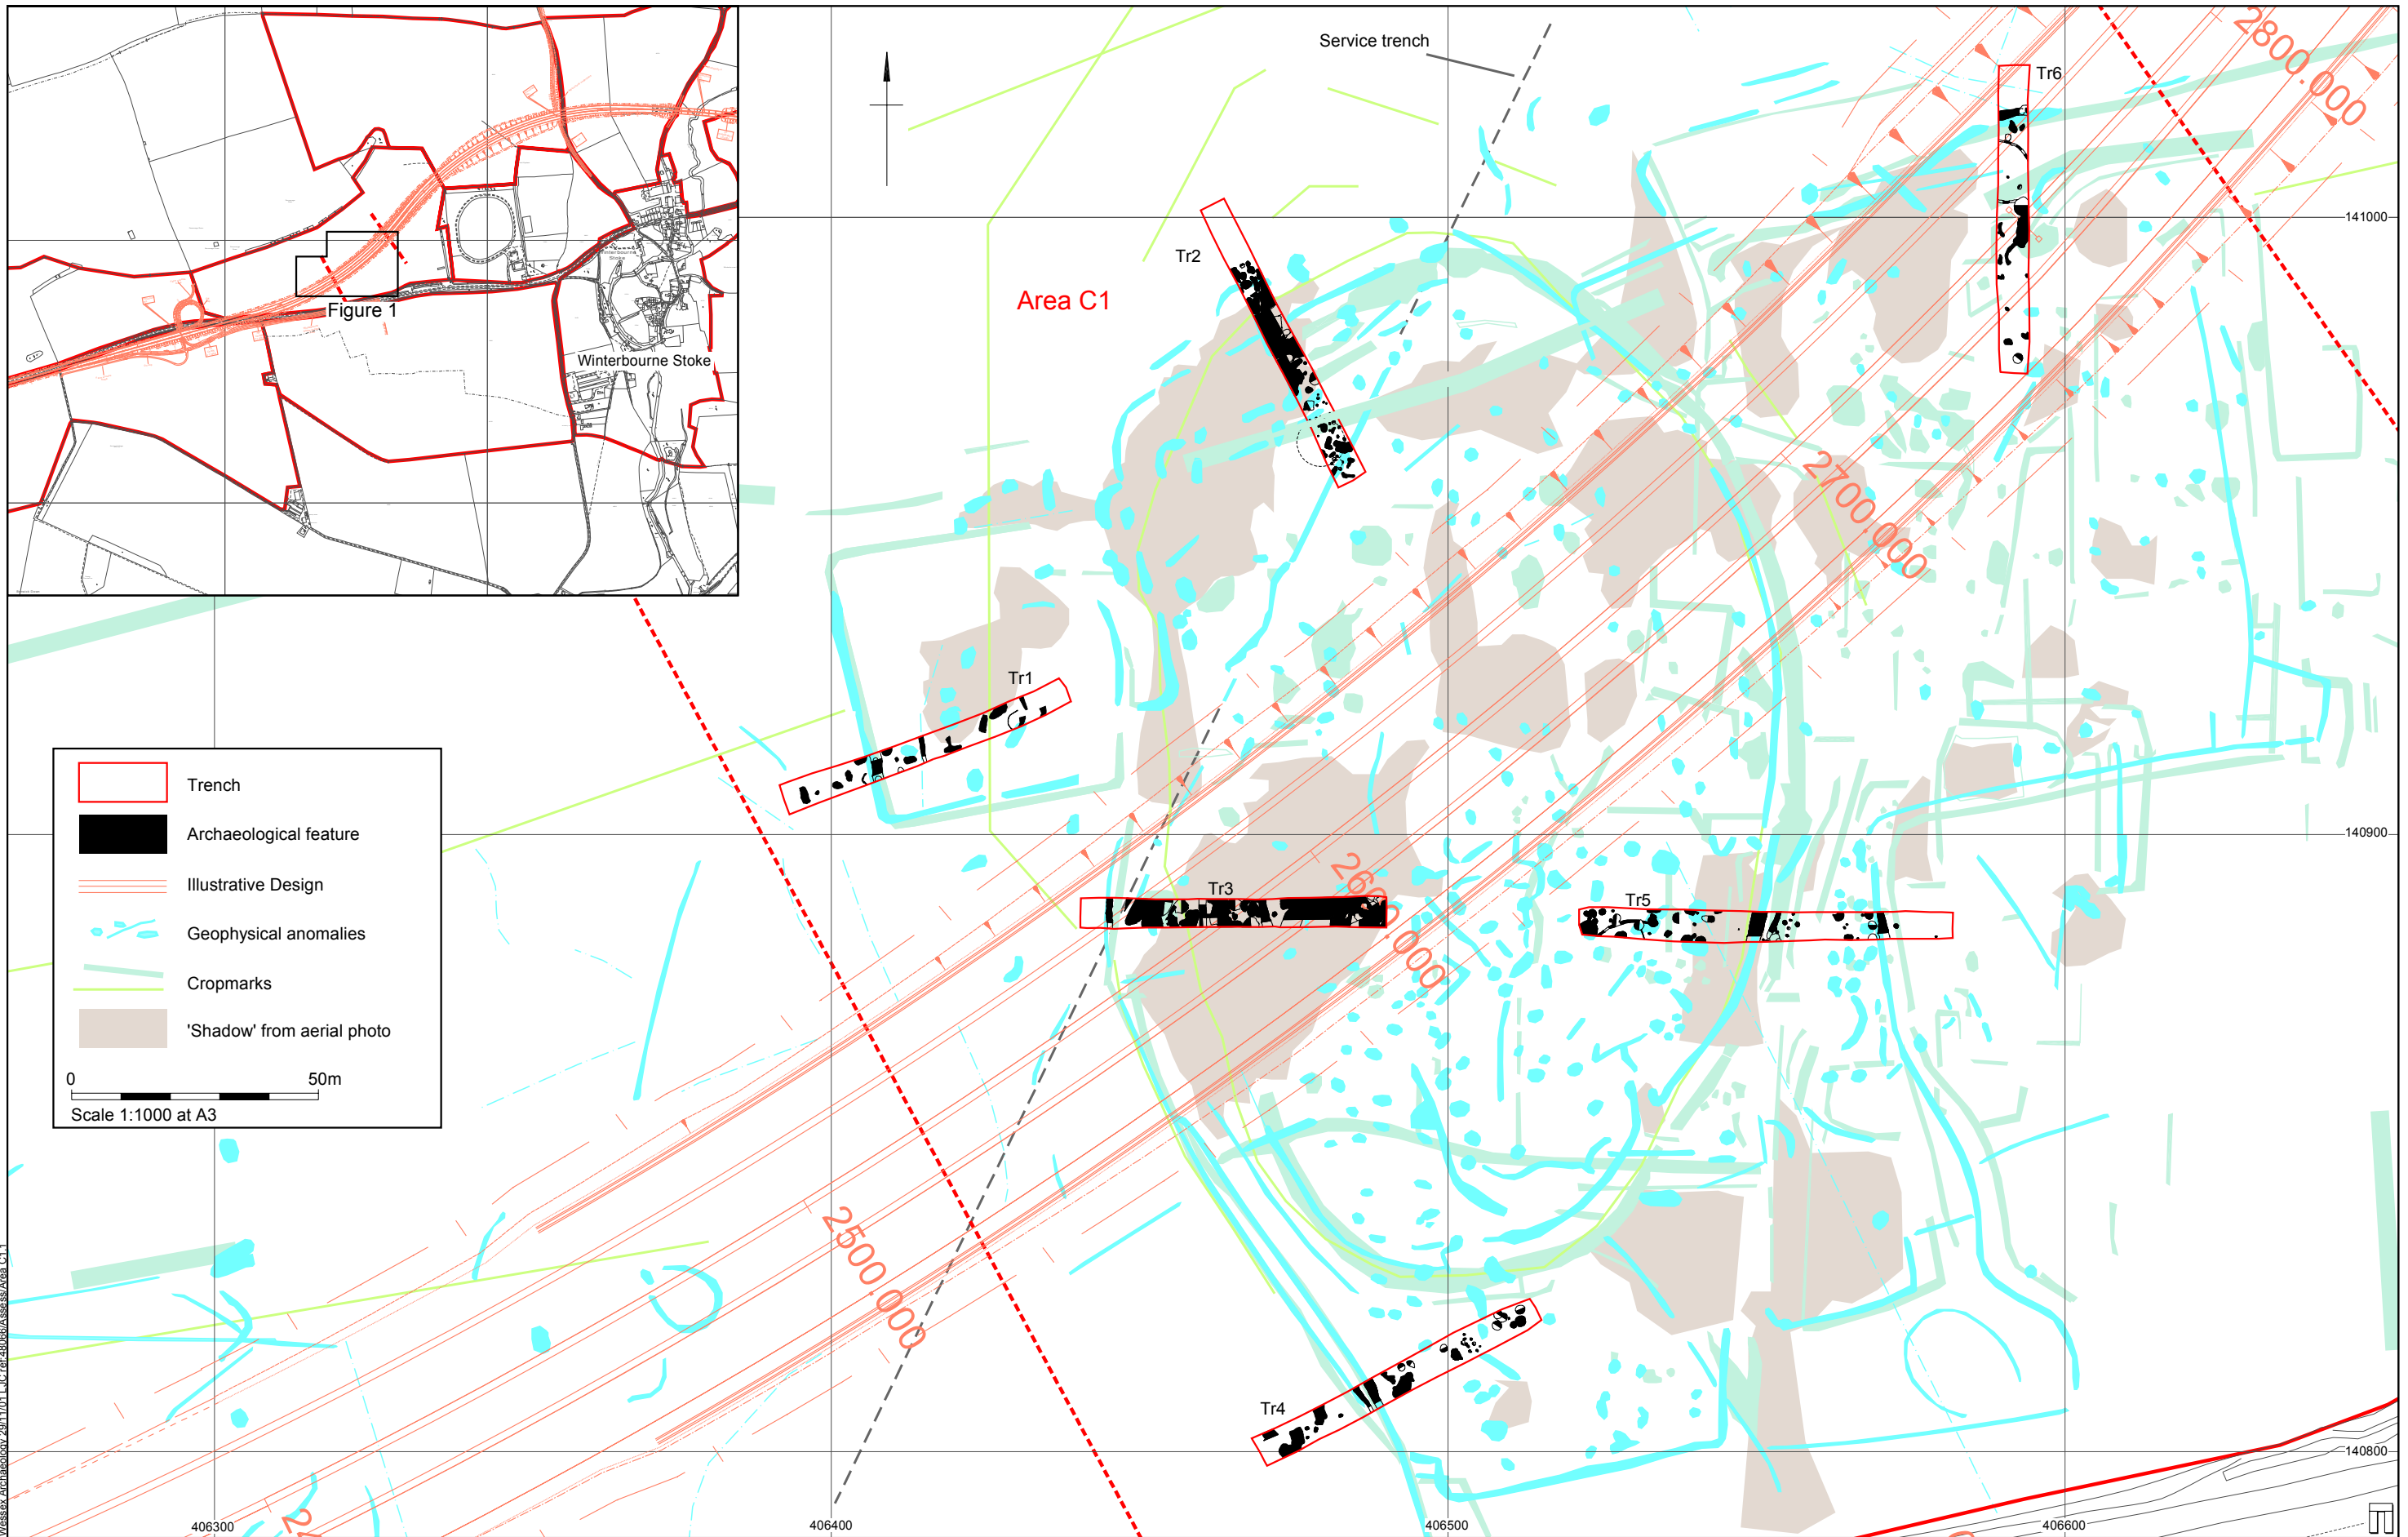 Figure 1
Winterbourne Stoke
Service trench
Area C1
Tr6
Tr2
Tr1
Tr3
Tr5
Tr4
2800.000
2700.000
2600.000
2500.000
141000
140900
140800
406300
406400
406500
406600
Trench
Archaeological feature
Illustrative Design
Geophysical anomalies
Cropmarks
'Shadow' from aerial photo
0 50m
Scale 1:1000 at A3